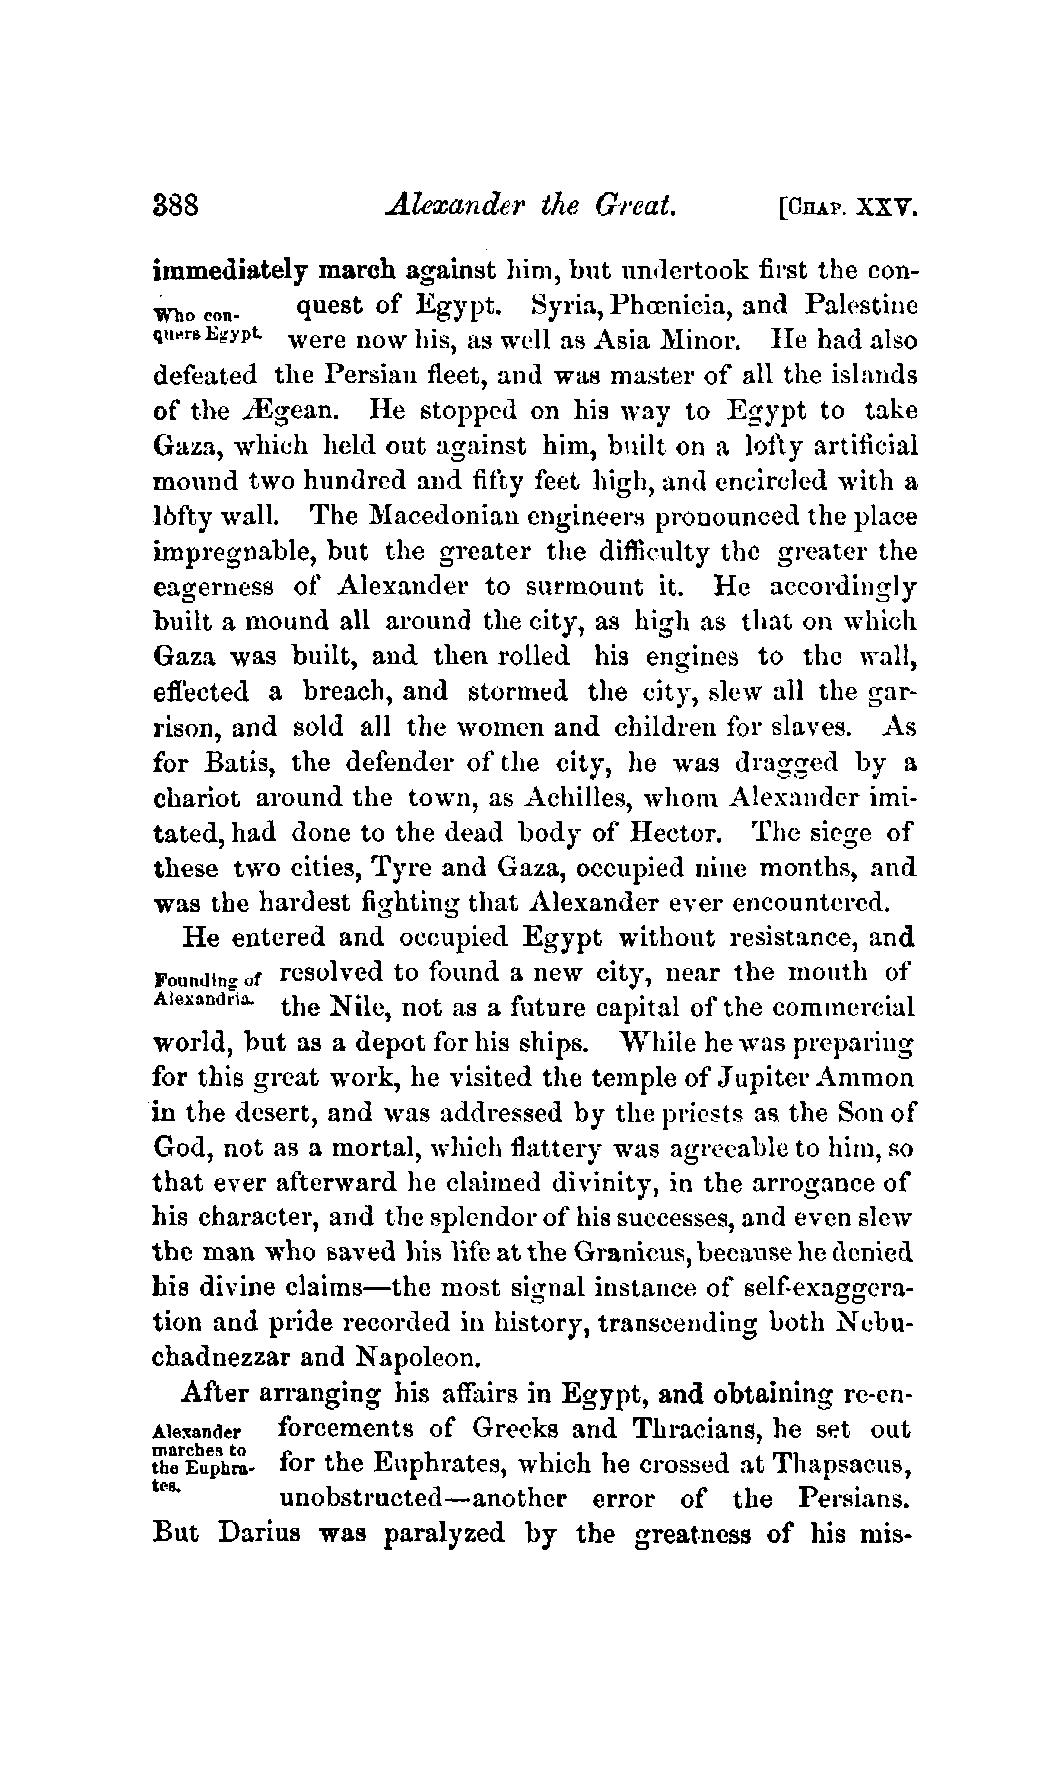 388 Alexander the Great. [CHAP. XXV.
immediately march against him, but undertook first the con-
Who con- quest of Egypt. Syria, Phœnicia, and Palestine
quers Egypt. were now his, as well as Asia Minor. He had also
defeated the Persian fleet, and was master of all the islands
of the Ægean. He stopped on his way to Egypt to take
Gaza, which held out against him, built on a lofty artificial
mound two hundred and fifty feet high, and encircled with a
lofty wall. The Macedonian engineers pronounced the place
impregnable, but the greater the difficulty the greater the
eagerness of Alexander to surmount it. He accordingly
built a mound all around the city, as high as that on which
Gaza was built, and then rolled his engines to the wall,
effected a breach, and stormed the city, slew all the gar-
rison, and sold all the women and children for slaves. As
for Batis, the defender of the city, he was dragged by a
chariot around the town, as Achilles, whom Alexander imi-
tated, had done to the dead body of Hector. The siege of
these two cities, Tyre and Gaza, occupied nine months, and
was the hardest fighting that Alexander ever encountered.
He entered and occupied Egypt without resistance, and
Founding of resolved to found a new city, near the mouth of
Alexandria. the Nile, not as a future capital of the commercial
world, but as a depot for his ships. While he was preparing
for this great work, he visited the temple of Jupiter Ammon
in the desert, and was addressed by the priests as the Son of
God, not as a mortal, which flattery was agreeable to him, so
that ever afterward he claimed divinity, in the arrogance of
his character, and the splendor of his successes, and even slew
the man who saved his life at the Granicus, because he denied
his divine claims—the most signal instance of self-exaggera-
tion and pride recorded in history, transcending both Nebu-
chadnezzar and Napoleon.
After arranging his affairs in Egypt, and obtaining re-en-
Alexander forcements of Greeks and Thracians, he set out
marches to
the Euphra- for the Euphrates, which he crossed at Thapsacus,
tes. unobstructed—another error of the Persians.
But Darius was paralyzed by the greatness of his mis-